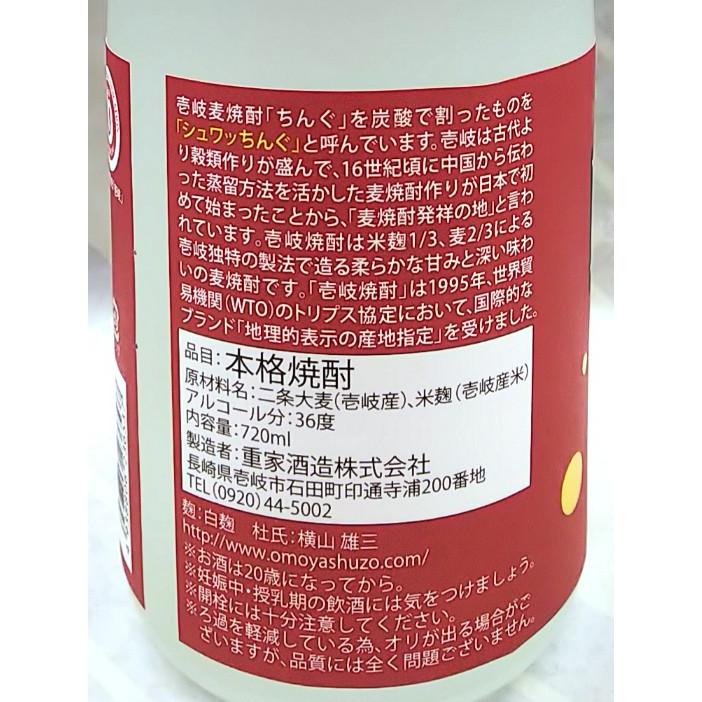 壱岐麦焼酎「ちんぐ」を炭酸で割ったものを
「シュワッちんぐ」と呼んでいます。壱岐は古代よ
り穀類作りが盛んで、16世紀頃に中国から伝わ
った蒸留方法を活かした麦焼酎作りが日本で初
めて始まったことから、「麦焼酎発祥の地」と言わ
れています。壱岐焼酎は米麹1/3、麦2/3による
壱岐独特の製法で造る柔らかな甘みと深い味わ
いの麦焼酎です。「壱岐焼酎」は1995年、世界貿
易機関(WTO)のトリプス協定において、国際的な
ブランド「地理的表示の産地指定」を受けました。
品目：本格焼酎
原材料名：二条大麦(壱岐産)、米麹(壱岐産米)
アルコール分：36度
内容量：720ml
製造者：重家酒造株式会社
長崎県壱岐市石田町印通寺浦200番地
TEL(0920)44-5002
麹：白麹 杜氏：横山 雄三
http://www.omoyashuzo.com/
※お酒は20歳になってから。
※妊娠中・授乳期の飲酒には気をつけましょう。
※開栓には十分注意してください。
※ろ過を軽減している為、オリが出る場合がご
ざいますが、品質には全く問題ございません。